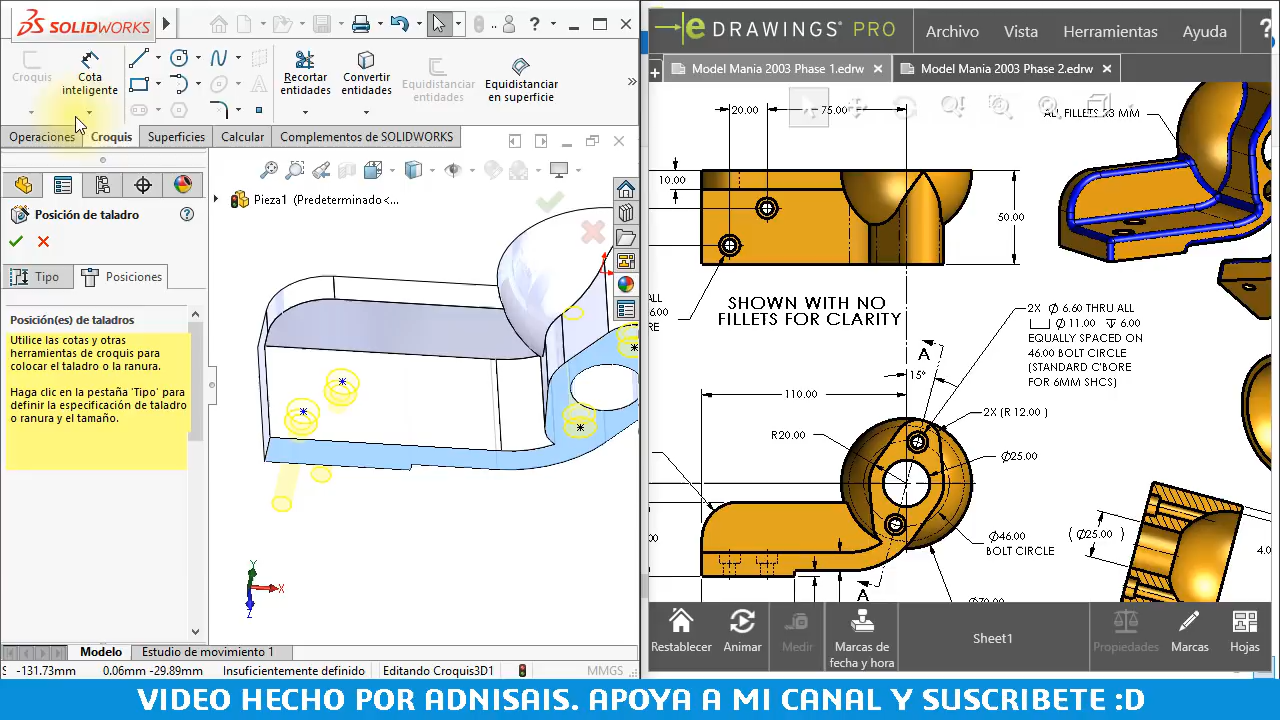 SOLIDWORKS
Croquis
Cota
inteligente
Recortar
entidades
Convertir
entidades
Equidistanciar
entidades
Equidistanciar
en superficie
Operaciones
Croquis
Superficies
Calcular
Complementos de SOLIDWORKS
Posición de taladro
Tipo
Posiciones
Posición(es) de taladros
Utilice las cotas y otras
herramientas de croquis para
colocar el taladro o la ranura.
Haga clic en la pestaña 'Tipo' para
definir la especificación de taladro
o ranura y el tamaño.
Pieza1 (Predeterminado<...
Y
X
Z
Modelo
Estudio de movimiento 1
-131.73mm
0.06mm -29.89mm
Insuficientemente definido
Editando Croquis3D1
MMGS
e DRAWINGS® PRO
Archivo
Vista
Herramientas
Ayuda
Model Mania 2003 Phase 1.edrw
Model Mania 2003 Phase 2.edrw
20.00
75.00
10.00
50.00
SHOWN WITH NO
FILLETS FOR CLARITY
2X Ø 6.60 THRU ALL
Ø 11.00 6.00
EQUALLY SPACED ON
46.00 BOLT CIRCLE
(STANDARD C'BORE
FOR 6MM SHCS)
A
15°
110.00
2X (R 12.00 )
R20.00
Ø25.00
Ø46.00
BOLT CIRCLE
( Ø25.00 )
A
Restablecer
Animar
Medir
Marcas de
fecha y hora
Sheet1
Propiedades
Marcas
Hojas
VIDEO HECHO POR ADNISAIS. APOYA A MI CANAL Y SUSCRIBETE :D